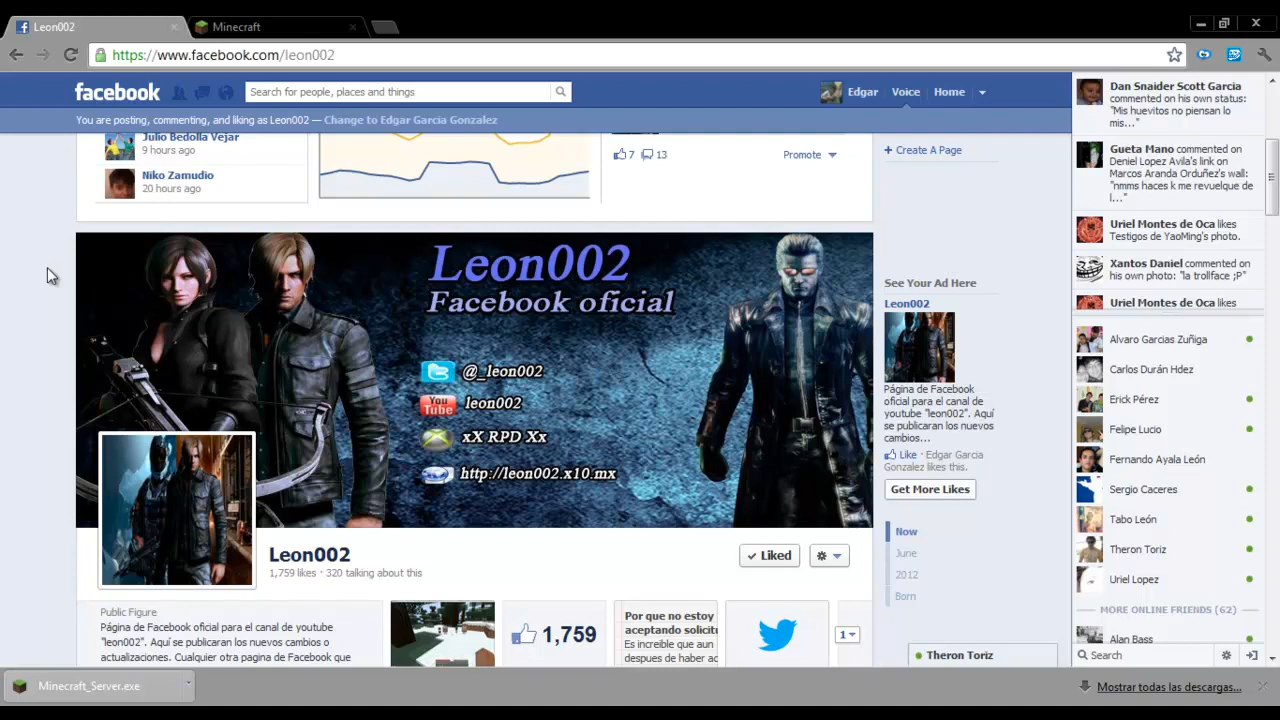 Leon002
Minecraft
https://www.facebook.com/leon002
facebook
Search for people, places and things
Edgar
Voice
Home
You are posting, commenting, and liking as Leon002 — Change to Edgar Garcia Gonzalez
Julio Bedolla Vejar
9 hours ago
Niko Zamudio
20 hours ago
7
13
Promote
+ Create A Page
Leon002
Facebook oficial
@_leon002
You Tube
leon002
xX RPD Xx
http://leon002.x10.mx
Leon002
1,759 likes · 320 talking about this
Liked
Public Figure
Página de Facebook oficial para el canal de youtube
"leon002". Aquí se publicaran los nuevos cambios o
actualizaciones. Cualquier otra pagina de Facebook que
1,759
Por que no estoy
aceptando solicitu
Es increible que aun
despues de haber ac
1
See Your Ad Here
Leon002
Página de Facebook
oficial para el canal de
youtube "leon002". Aquí
se publicaran los nuevos
cambios...
Like · Edgar Garcia
Gonzalez likes this.
Get More Likes
Now
June
2012
Born
Theron Toriz
Dan Snaider Scott Garcia
commented on his own status:
"Mis huevitos no piensan lo
mis..."
Gueta Mano commented on
Daniel Lopez Avila's link on
Marcos Aranda Orduñez's wall:
"nmms haces k me revuelque de
l..."
Uriel Montes de Oca likes
Testigos de YaoMing's photo.
Xantos Daniel commented on
his own photo: "la trollface ;P"
Uriel Montes de Oca likes
Alvaro Garcias Zuñiga
Carlos Durán Hdez
Erick Pérez
Felipe Lucio
Fernando Ayala León
Sergio Caceres
Tabo León
Theron Toriz
Uriel Lopez
MORE ONLINE FRIENDS (62)
Alan Bass
Search
Minecraft_Server.exe
Mostrar todas las descargas...